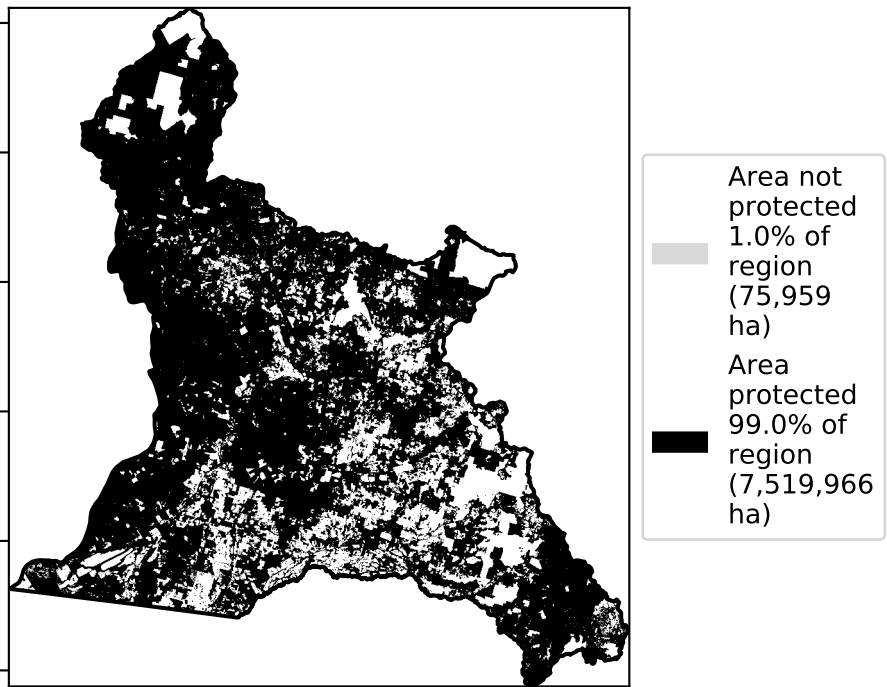 Area not
protected
1.0% of
region
(75,959
ha)
Area
protected
99.0% of
region
(7,519,966
ha)